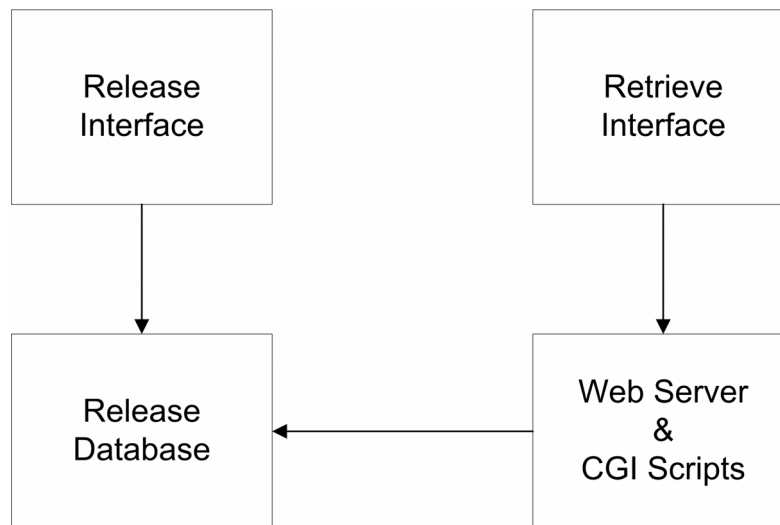 Release
Interface
Retrieve
Interface
Release
Database
Web Server
&
CGI Scripts